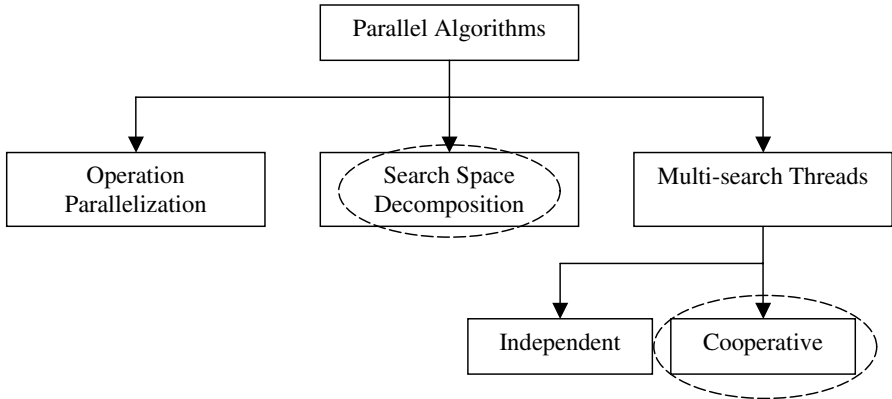 Parallel Algorithms
Operation
Parallelization
Search Space
Decomposition
Multi-search Threads
Independent
Cooperative